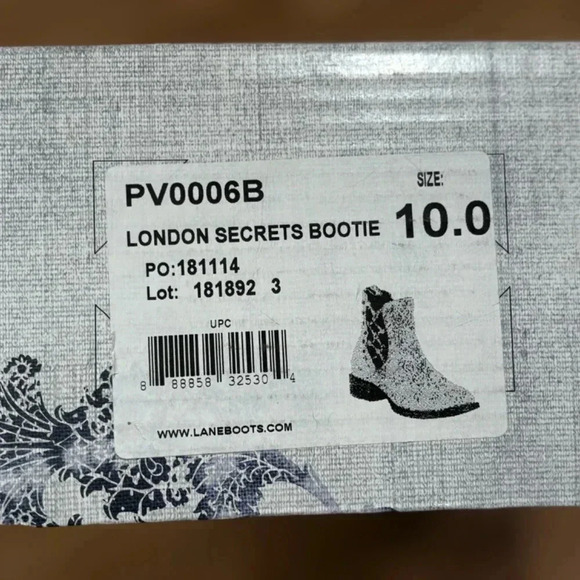 PV0006B
SIZE:
LONDON SECRETS BOOTIE 10.0
PO:181114
Lot: 181892 3
UPC
8 88858 32530 4
WWW.LANEBOOTS.COM